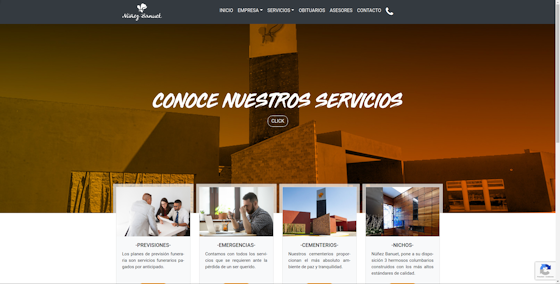 Núñez Banuet
INICIO EMPRESA SERVICIOS OBITUARIOS ASESORES CONTACTO
CONOCE NUESTROS SERVICIOS
CLICK
-PREVISIONES-
Los planes de previsión funeraria son servicios funerarios pagados por anticipado.
-EMERGENCIAS-
Contamos con todos los servicios que se requieren ante la pérdida de un ser querido.
-CEMENTERIOS-
Nuestros cementerios proporcionan el más absoluto ambiente de paz y tranquilidad.
-NICHOS-
Núñez Banuet, pone a su disposición 3 hermosos columbarios construidos con los más altos estándares de calidad.